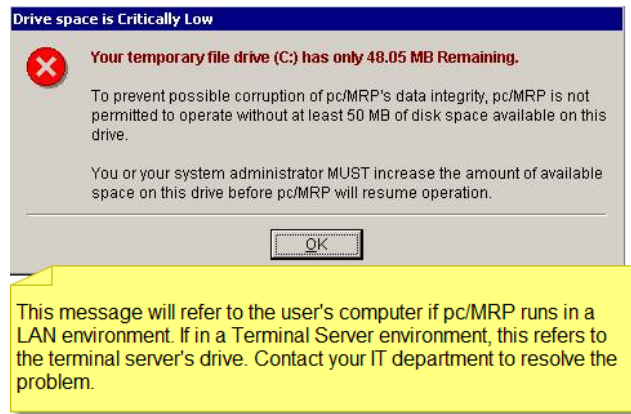 Drive space is Critically Low
Your temporary file drive (C:) has only 48.05 MB Remaining.
To prevent possible corruption of pc/MRP's data integrity, pc/MRP is not
permitted to operate without at least 50 MB of disk space available on this
drive.
You or your system administrator MUST increase the amount of available
space on this drive before pc/MRP will resume operation.
OK
This message will refer to the user's computer if pc/MRP runs in a
LAN environment. If in a Terminal Server environment, this refers to
the terminal server's drive. Contact your IT department to resolve the
problem.